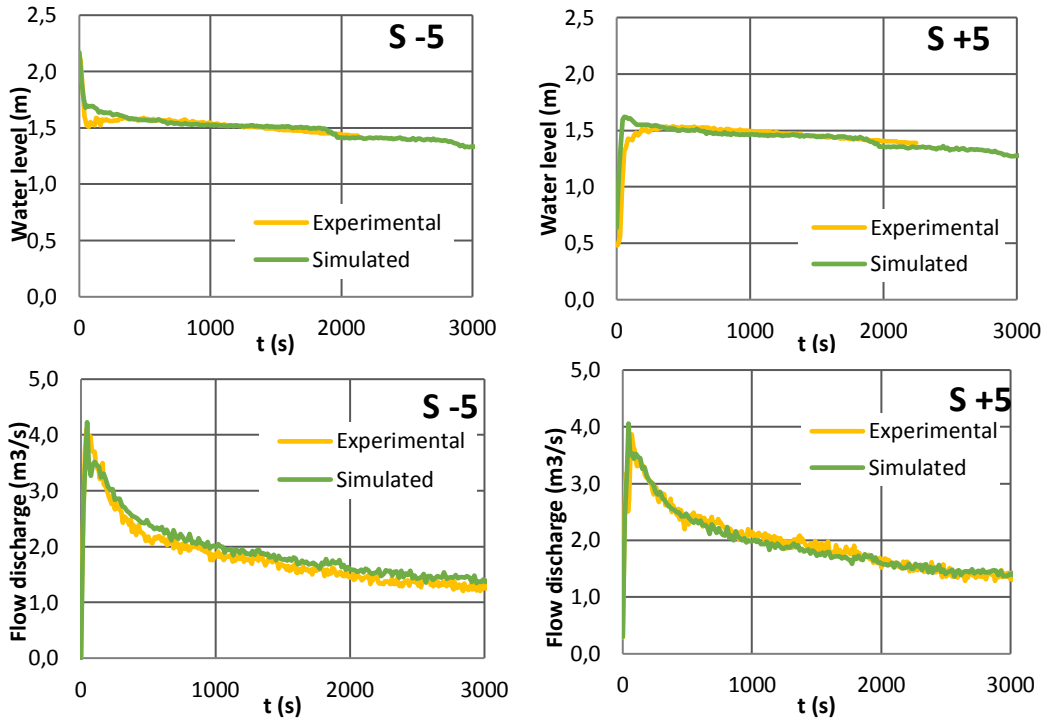 S -5
Water level (m)
2,5
2,0
1,5
1,0
0,5
0,0
Experimental
Simulated
0
1000
2000
3000
t (s)
S +5
Water level (m)
2,5
2,0
1,5
1,0
0,5
0,0
Experimental
Simulated
0
1000
2000
3000
t (s)
S -5
Flow discharge (m3/s)
5,0
4,0
3,0
2,0
1,0
0,0
Experimental
Simulated
0
1000
2000
3000
t (s)
S +5
Flow discharge (m3/s)
5,0
4,0
3,0
2,0
1,0
0,0
Experimental
Simulated
0
1000
2000
3000
t (s)